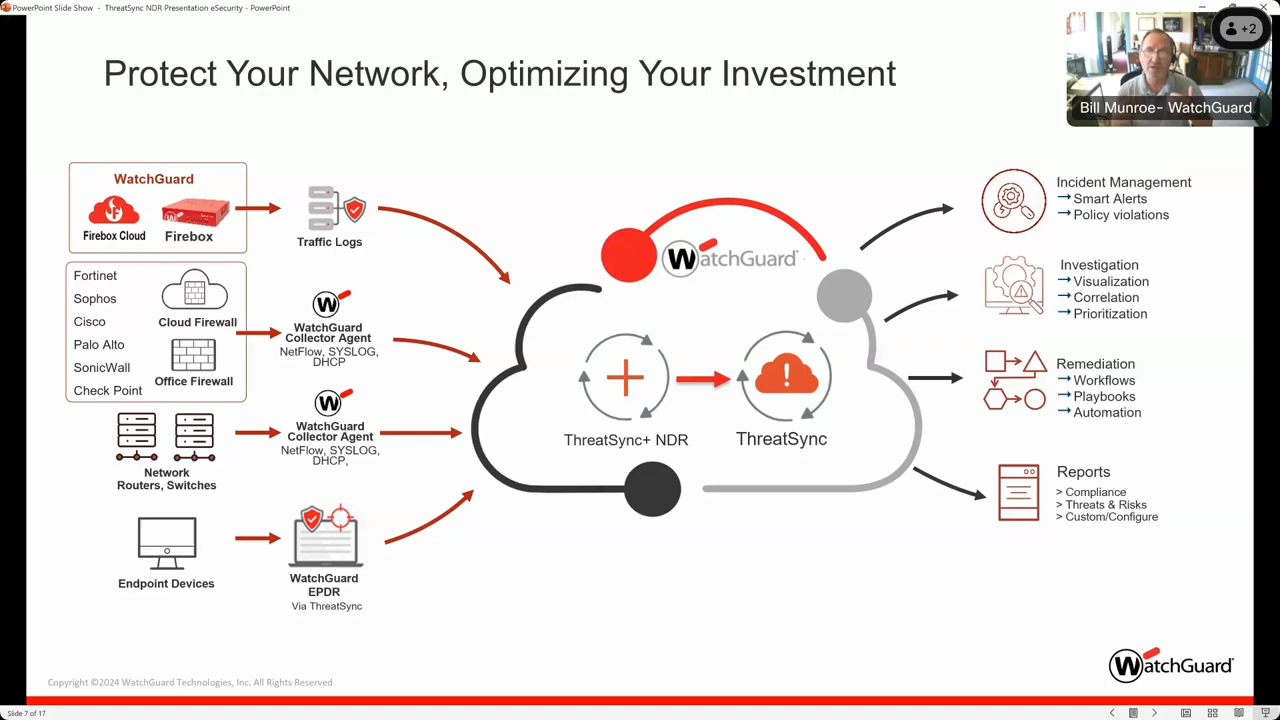 PowerPoint Slide Show - ThreatSync NDR Presentation eSecurity - PowerPoint
+2
Bill Munroe- WatchGuard
Protect Your Network, Optimizing Your Investment
WatchGuard
Firebox Cloud
Firebox
Traffic Logs
Fortinet
Sophos
Cisco
Palo Alto
SonicWall
Check Point
Cloud Firewall
Office Firewall
WatchGuard
Collector Agent
NetFlow, SYSLOG,
DHCP
Network
Routers, Switches
WatchGuard
Collector Agent
NetFlow, SYSLOG,
DHCP,
Endpoint Devices
WatchGuard
EPDR
Via ThreatSync
WatchGuard
ThreatSync+ NDR
ThreatSync
Incident Management
Smart Alerts
Policy violations
Investigation
Visualization
Correlation
Prioritization
Remediation
Workflows
Playbooks
Automation
Reports
> Compliance
> Threats & Risks
> Custom/Configure
WatchGuard
Copyright ©2024 WatchGuard Technologies, Inc. All Rights Reserved
Slide 7 of 17